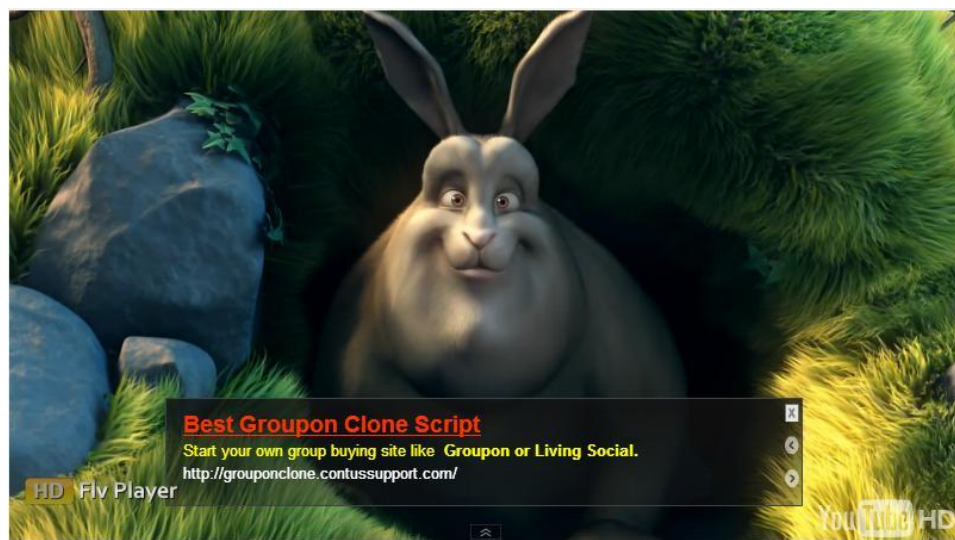 Best Groupon Clone Script
Start your own group buying site like Groupon or Living Social.
http://grouponclone.contussupport.com/
X
HD Flv Player
YouTube HD